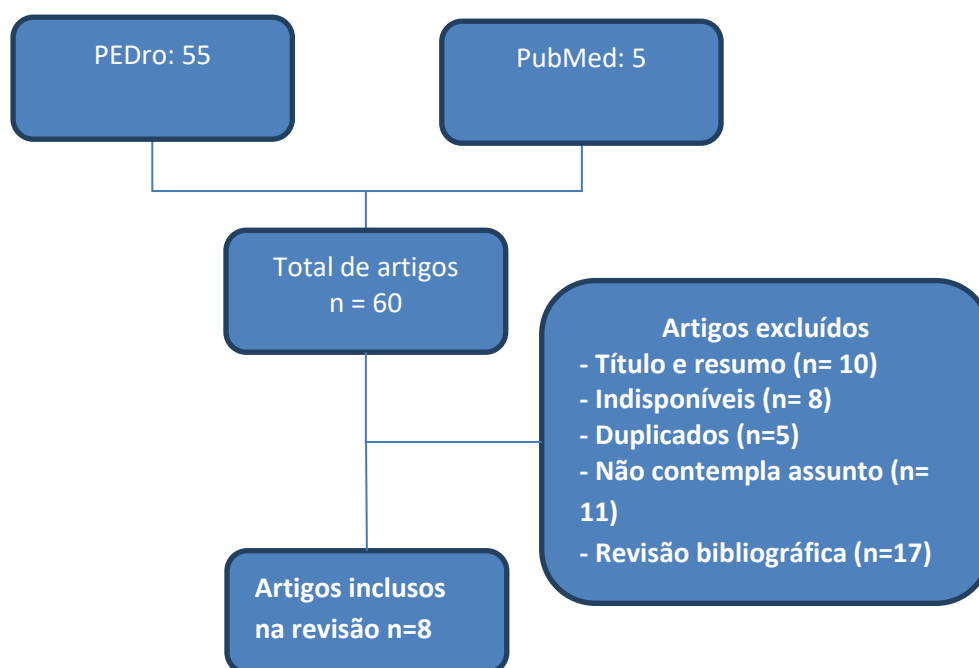 PEDro: 55
PubMed: 5
Total de artigos
n = 60
Artigos excluídos
- Título e resumo (n= 10)
- Indisponíveis (n= 8)
- Duplicados (n=5)
- Não contempla assunto (n=
11)
- Revisão bibliográfica (n=17)
Artigos inclusos
na revisão n=8